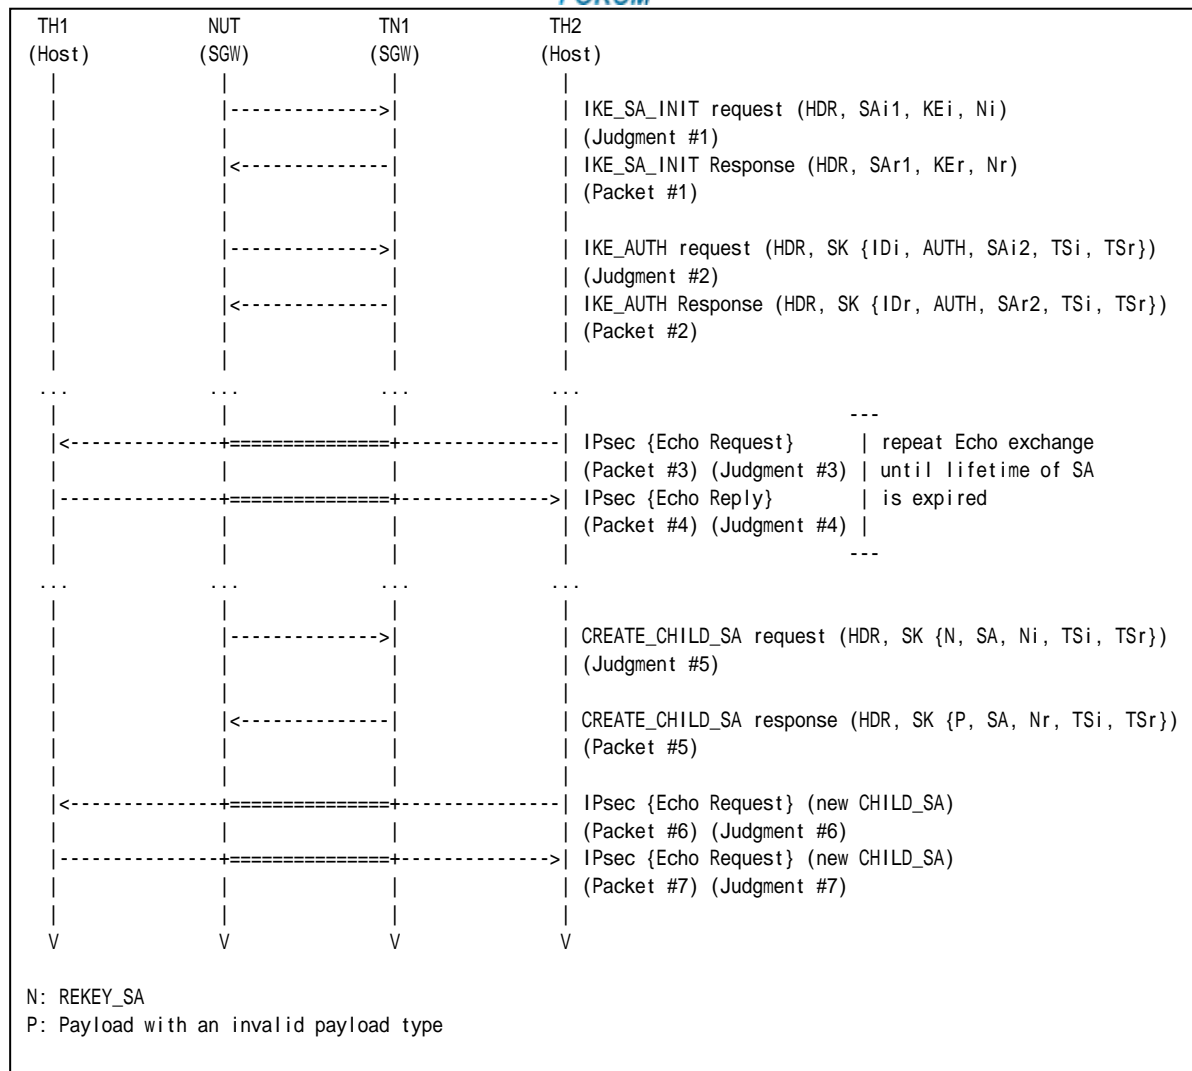 FORUM
TH1 NUT TN1 TH2
(Host) (SGW) (SGW) (Host)
| | | |
| |-------------->| | IKE_SA_INIT request (HDR, SAi1, KEi, Ni)
| | | | (Judgment #1)
| |<--------------| | IKE_SA_INIT Response (HDR, SAr1, KEr, Nr)
| | | | (Packet #1)
| | | |
| |-------------->| | IKE_AUTH request (HDR, SK {IDi, AUTH, SAi2, TSi, TSr})
| | | | (Judgment #2)
| |<--------------| | IKE_AUTH Response (HDR, SK {IDr, AUTH, SAr2, TSi, TSr})
| | | | (Packet #2)
| | | |
... ... ... ...
| | | | ---
|<--------------+===============+--------------| IPsec {Echo Request} | repeat Echo exchange
| | | | (Packet #3) (Judgment #3) | until lifetime of SA
|---------------+===============+-------------->| IPsec {Echo Reply} | is expired
| | | | (Packet #4) (Judgment #4) |
| | | | ---
... ... ... ...
| | | |
| |-------------->| | CREATE_CHILD_SA request (HDR, SK {N, SA, Ni, TSi, TSr})
| | | | (Judgment #5)
| | | |
| |<--------------| | CREATE_CHILD_SA response (HDR, SK {P, SA, Nr, TSi, TSr})
| | | | (Packet #5)
| | | |
|<--------------+===============+--------------| IPsec {Echo Request} (new CHILD_SA)
| | | | (Packet #6) (Judgment #6)
|---------------+===============+-------------->| IPsec {Echo Request} (new CHILD_SA)
| | | | (Packet #7) (Judgment #7)
| | | |
V V V V
N: REKEY_SA
P: Payload with an invalid payload type